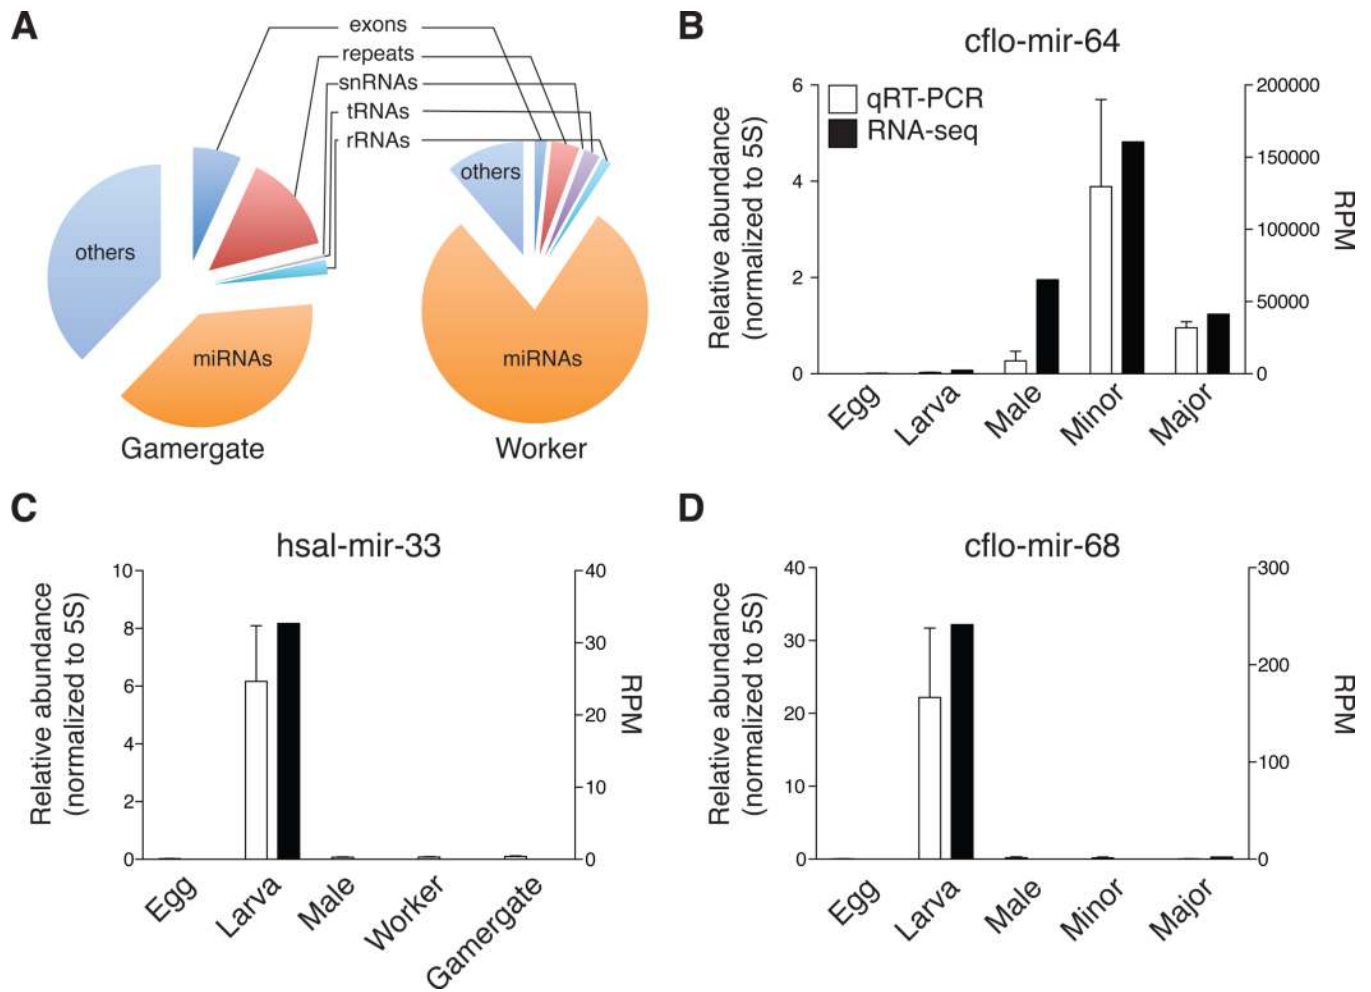 A
exons
repeats
snRNAs
tRNAs
rRNAs
others
miRNAs
Gamergate
others
miRNAs
Worker
B
cflo-mir-64
qRT-PCR
RNA-seq
Relative abundance
(normalized to 5S)
6
4
2
0
200000
150000
100000
50000
0
RPM
Egg
Larva
Male
Minor
Major
C
hsal-mir-33
Relative abundance
(normalized to 5S)
10
8
6
4
2
0
40
30
20
10
0
RPM
Egg
Larva
Male
Worker
Gamergate
D
cflo-mir-68
Relative abundance
(normalized to 5S)
40
30
20
10
0
300
200
100
0
RPM
Egg
Larva
Male
Minor
Major